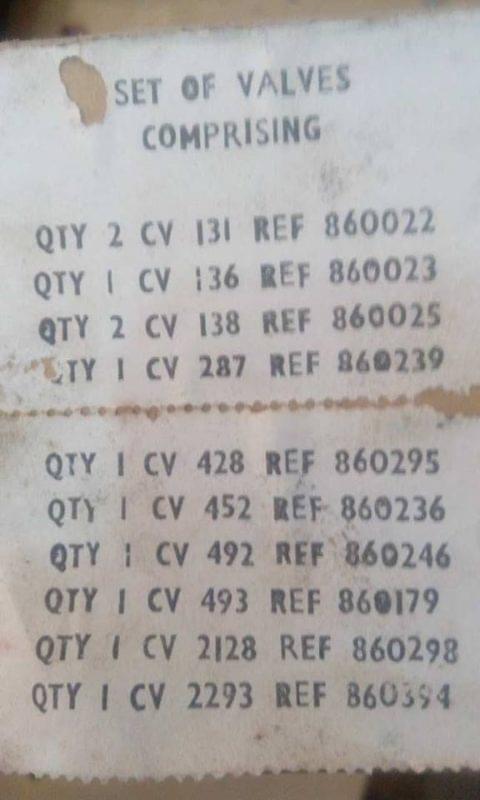 SET OF VALVES
COMPRISING
QTY 2 CV 131 REF 860022
QTY 1 CV 136 REF 860023
QTY 2 CV 138 REF 860025
QTY 1 CV 287 REF 860239
QTY 1 CV 428 REF 860295
QTY 1 CV 452 REF 860236
QTY 1 CV 492 REF 860246
QTY 1 CV 493 REF 860179
QTY 1 CV 2128 REF 860298
QTY 1 CV 2293 REF 860394